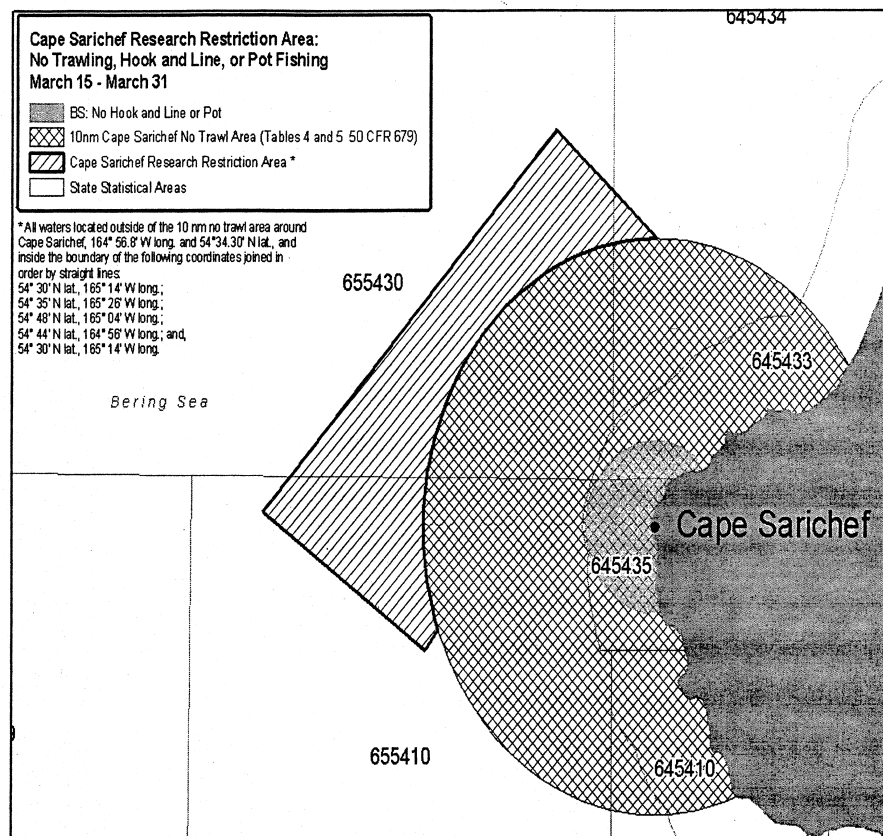 645434
Cape Sarichef Research Restriction Area:
No Trawling, Hook and Line, or Pot Fishing
March 15 - March 31
BS: No Hook and Line or Pot
10nm Cape Sarichef No Trawl Area (Tables 4 and 5 50 CFR 679)
Cape Sarichef Research Restriction Area *
State Statistical Areas
*All waters located outside of the 10 nm no trawl area around
Cape Sarichef, 164° 56.8' W long. and 54°34.30' N lat., and
inside the boundary of the following coordinates joined in
order by straight lines:
54° 30' N lat., 165° 14' W long.;
54° 35' N lat., 165° 26' W long.;
54° 48' N lat., 165° 04' W long.;
54° 44' N lat., 164° 56' W long.; and,
54° 30' N lat., 165° 14' W long.
655430
645433
Bering Sea
Cape Sarichef
645435
655410
645410